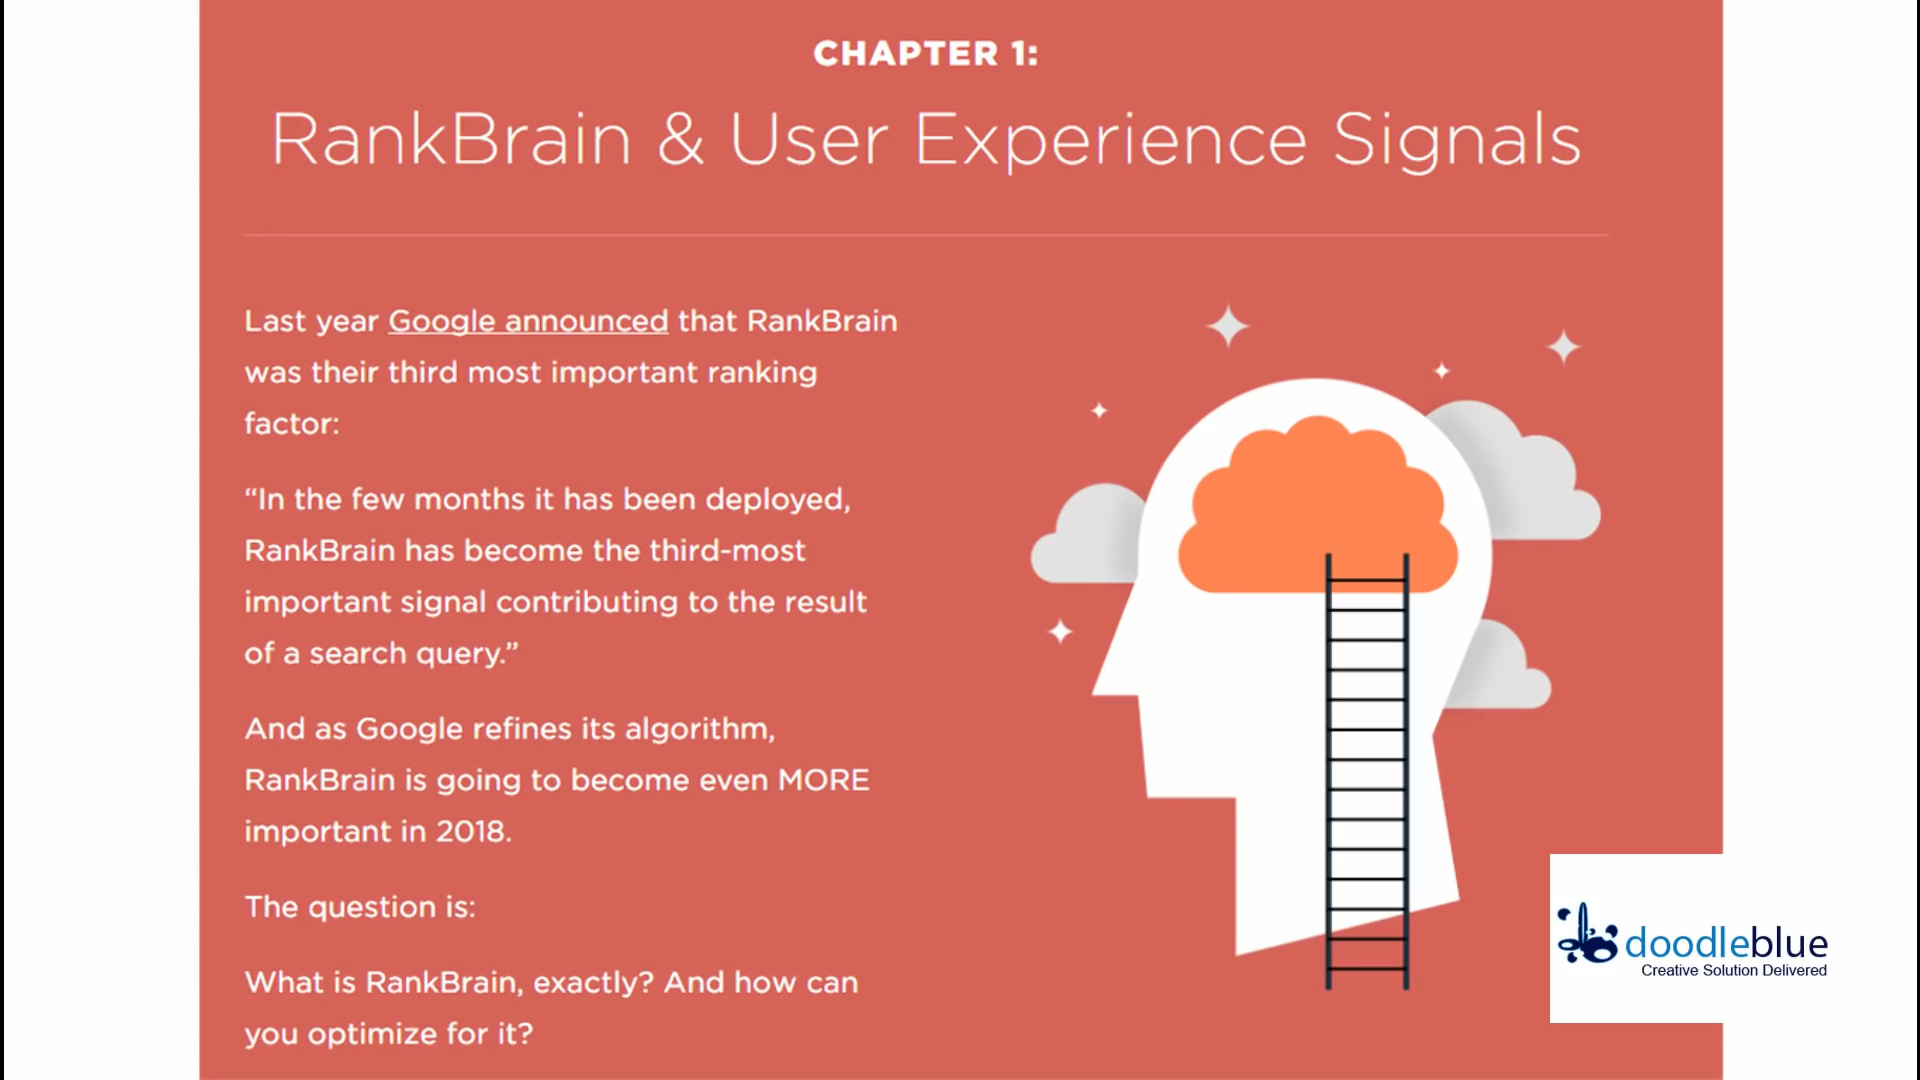 CHAPTER 1:
RankBrain & User Experience Signals
Last year Google announced that RankBrain
was their third most important ranking
factor:
“In the few months it has been deployed,
RankBrain has become the third-most
important signal contributing to the result
of a search query.”
And as Google refines its algorithm,
RankBrain is going to become even MORE
important in 2018.
The question is:
What is RankBrain, exactly? And how can
you optimize for it?
doodleblue
Creative Solution Delivered